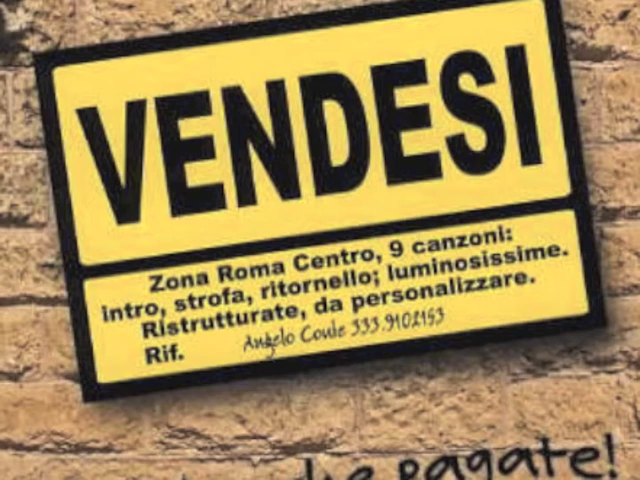 VENDESI
Zona Roma Centro, 9 canzoni:
intro, strofa, ritornello; luminosissime.
Ristrutturate, da personalizzare.
Rif. Angelo Conte 333.9102153
che pagate!